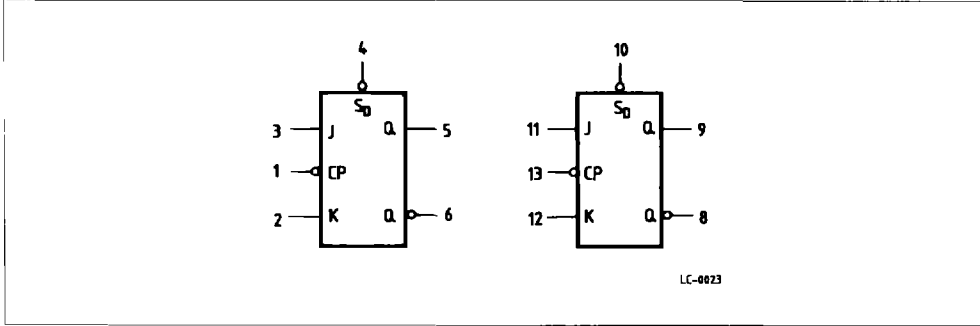 4 10
S_D S_D
3 J Q 5 11 J Q 9
1 CP 13 CP
2 K Q 6 12 K Q 8
LC-0023